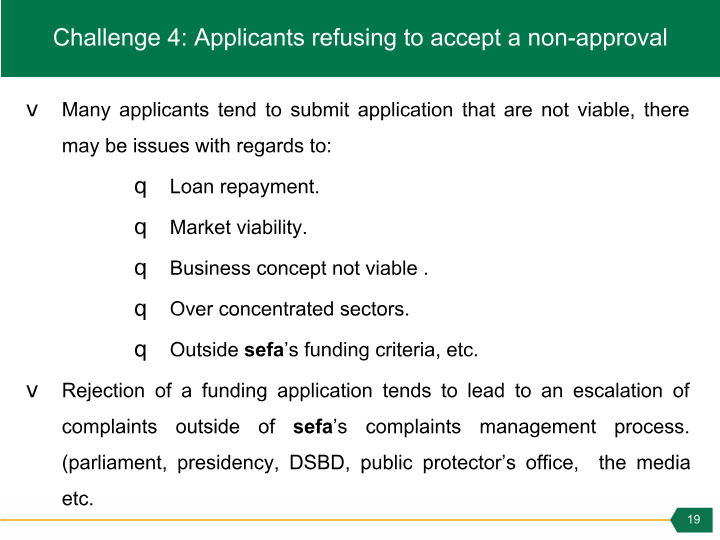 Challenge 4: Applicants refusing to accept a non-approval
v Many applicants tend to submit application that are not viable, there
may be issues with regards to:
q Loan repayment.
q Market viability.
q Business concept not viable .
q Over concentrated sectors.
q Outside sefa’s funding criteria, etc.
v Rejection of a funding application tends to lead to an escalation of
complaints outside of sefa’s complaints management process.
(parliament, presidency, DSBD, public protector’s office, the media
etc.
19